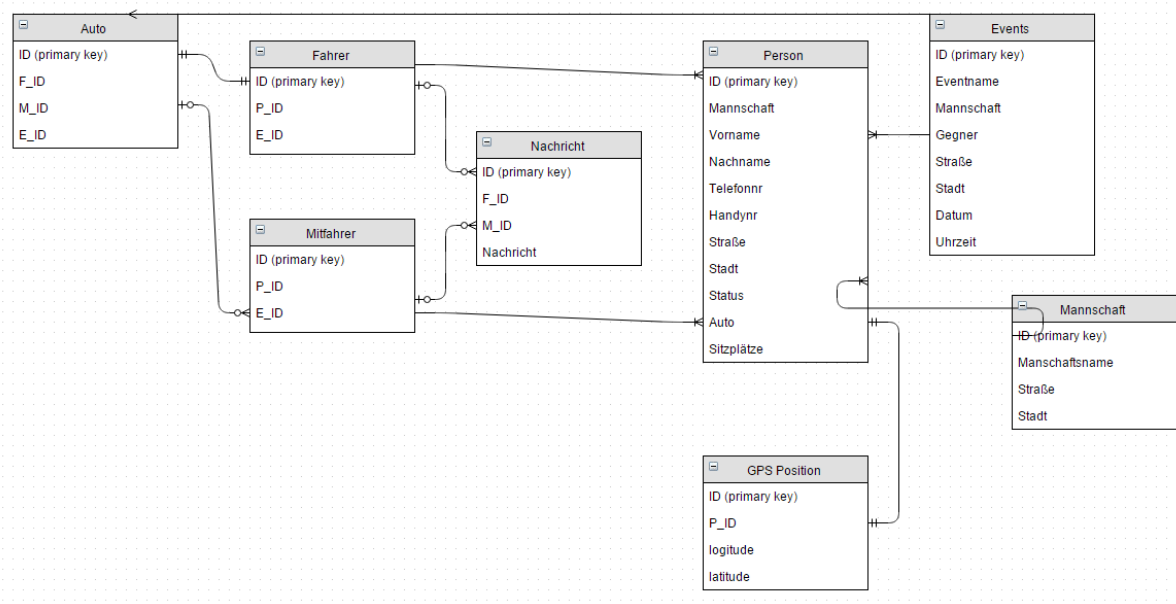 Auto
ID (primary key)
F_ID
M_ID
E_ID
Fahrer
ID (primary key)
P_ID
E_ID
Mitfahrer
ID (primary key)
P_ID
E_ID
Nachricht
ID (primary key)
F_ID
M_ID
Nachricht
Person
ID (primary key)
Mannschaft
Vorname
Nachname
Telefonnr
Handynr
Straße
Stadt
Status
Auto
Sitzplätze
Events
ID (primary key)
Eventname
Mannschaft
Gegner
Straße
Stadt
Datum
Uhrzeit
Mannschaft
ID (primary key)
Manschaftsname
Straße
Stadt
GPS Position
ID (primary key)
P_ID
logitude
latitude